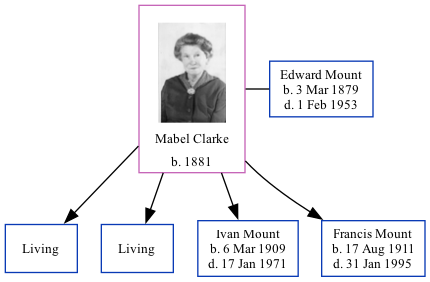 Edward Mount
b. 3 Mar 1879
d. 1 Feb 1953
Mabel Clarke
b. 1881
Living
Living
Ivan Mount
b. 6 Mar 1909
d. 17 Jan 1971
Francis Mount
b. 17 Aug 1911
d. 31 Jan 1995